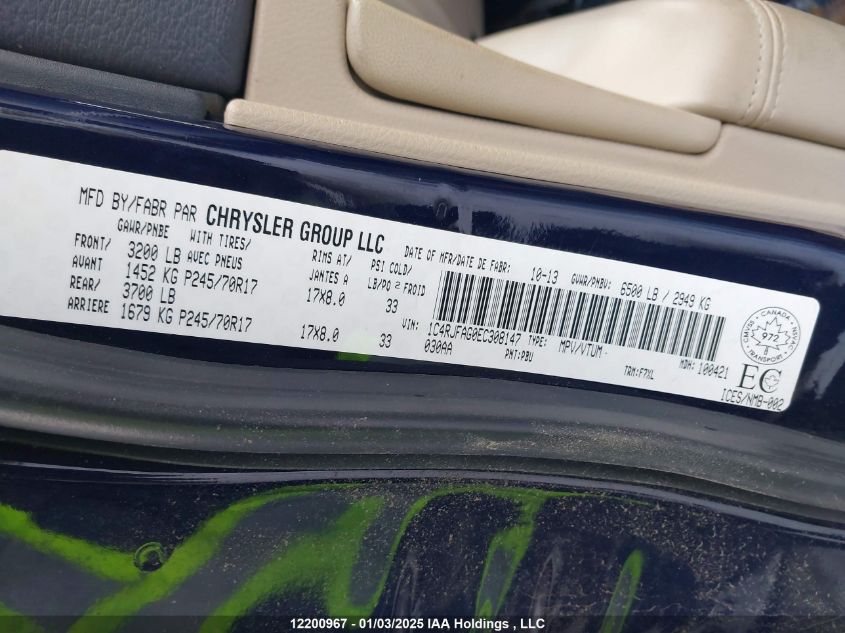 MFD BY/FABR PAR CHRYSLER GROUP LLC
DATE OF MFR/DATE DE FABR: 10-13 GVWR/PNBV: 6500 LB / 2949 KG
GAWR/PNBE WITH TIRES/ RIMS AT/ PSI COLD/
FRONT/ 3200 LB AVEC PNEUS JANTES A LB/PO² FROID
AVANT 1452 KG P245/70R17 17X8.0 33
REAR/ 3700 LB
ARRIERE 1679 KG P245/70R17 17X8.0 33
VIN: 1C4RJFAG0EC308147 TYPE: MPV/VTUM
030AA PNT:PBU TRM:F7XL MDH: 100421
CANADA
CMVSS NSVAC
972
TRANSPORT
EC
ICES/NMB-002
12200967 - 01/03/2025 IAA Holdings , LLC